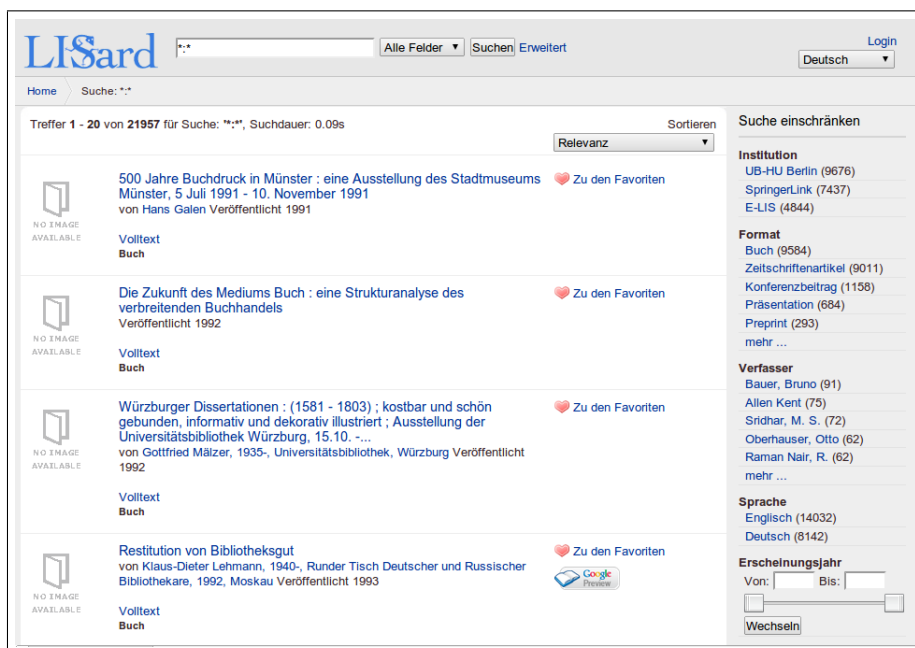 LISard
*:*
Alle Felder
Suchen
Erweitert
Login
Deutsch
Home
Suche: *:*
Treffer 1 - 20 von 21957 für Suche: '*:*', Suchdauer: 0.09s
Sortieren
Relevanz
NO IMAGE
AVAILABLE
500 Jahre Buchdruck in Münster : eine Ausstellung des Stadtmuseums
Münster, 5 Juli 1991 - 10. November 1991
von Hans Galen Veröffentlicht 1991
Volltext
Buch
Zu den Favoriten
NO IMAGE
AVAILABLE
Die Zukunft des Mediums Buch : eine Strukturanalyse des
verbreitenden Buchhandels
Veröffentlicht 1992
Volltext
Buch
Zu den Favoriten
NO IMAGE
AVAILABLE
Würzburger Dissertationen : (1581 - 1803) ; kostbar und schön
gebunden, informativ und dekorativ illustriert ; Ausstellung der
Universitätsbibliothek Würzburg, 15.10. -...
von Gottfried Mälzer, 1935-, Universitätsbibliothek, Würzburg Veröffentlicht
1992
Volltext
Buch
Zu den Favoriten
NO IMAGE
AVAILABLE
Restitution von Bibliotheksgut
von Klaus-Dieter Lehmann, 1940-, Runder Tisch Deutscher und Russischer
Bibliothekare, 1992, Moskau Veröffentlicht 1993
Volltext
Buch
Zu den Favoriten
Google
Preview
Suche einschränken
Institution
UB-HU Berlin (9676)
SpringerLink (7437)
E-LIS (4844)
Format
Buch (9584)
Zeitschriftenartikel (9011)
Konferenzbeitrag (1158)
Präsentation (684)
Preprint (293)
mehr ...
Verfasser
Bauer, Bruno (91)
Allen Kent (75)
Sridhar, M. S. (72)
Oberhauser, Otto (62)
Raman Nair, R. (62)
mehr ...
Sprache
Englisch (14032)
Deutsch (8142)
Erscheinungsjahr
Von: Bis:
Wechseln